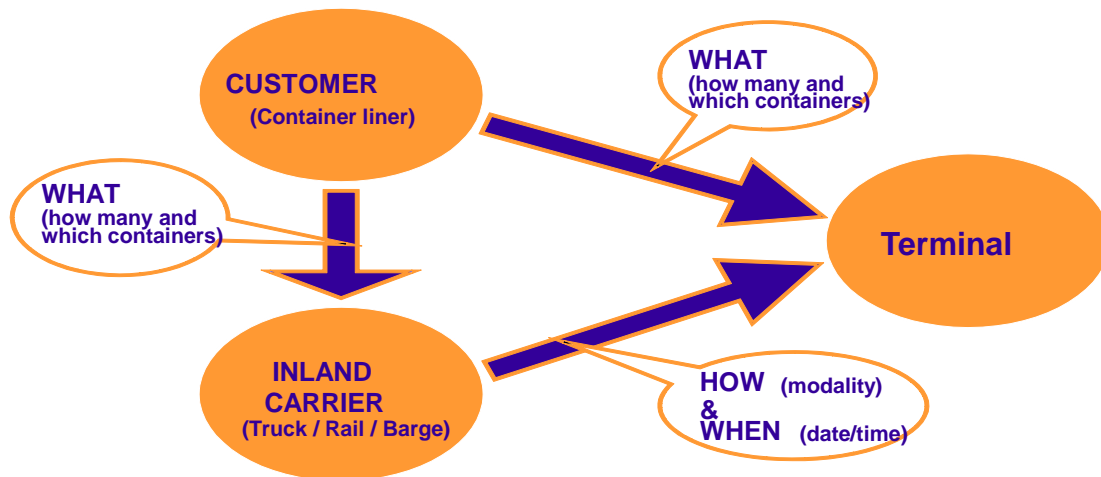 CUSTOMER
(Container liner)
WHAT
(how many and
which containers)
WHAT
(how many and
which containers)
Terminal
INLAND
CARRIER
(Truck / Rail / Barge)
HOW (modality)
&
WHEN (date/time)